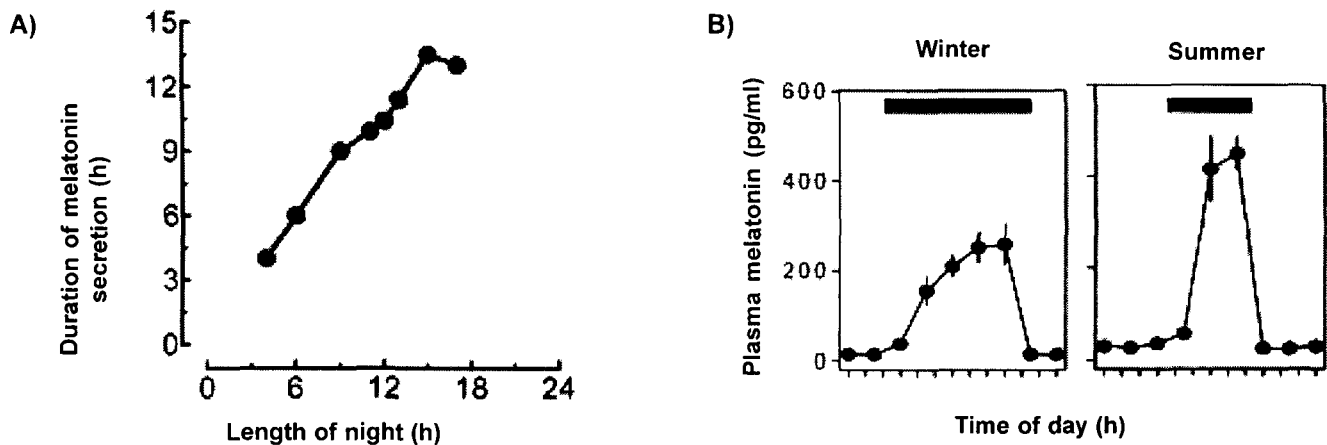 A)
Duration of melatonin
secretion (h)
15
12
9
6
3
0
0 6 12 18 24
Length of night (h)
B)
Winter
Summer
Plasma melatonin (pg/ml)
600
400
200
0
Time of day (h)